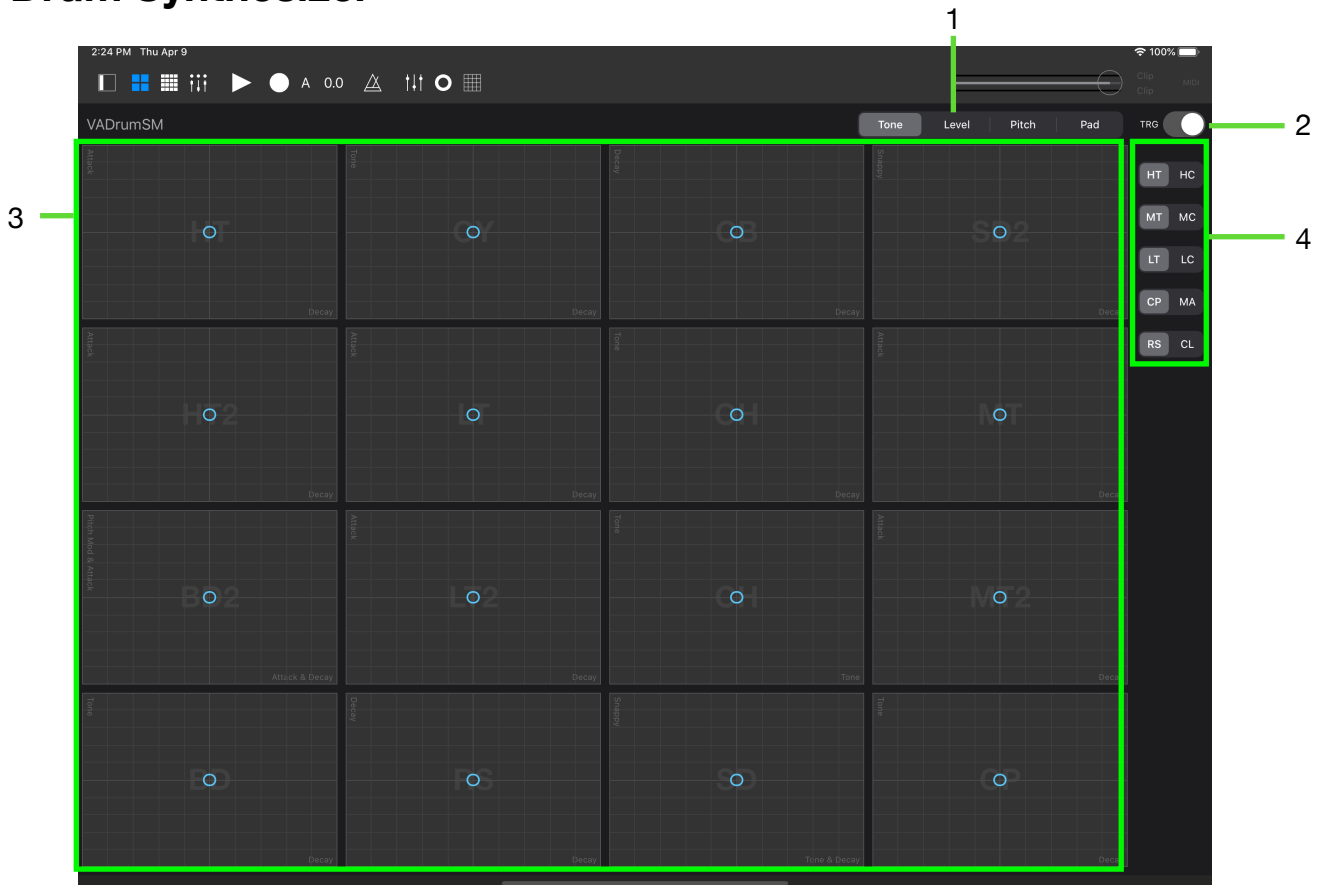 Drum Synthesizer
1
2:24 PM Thu Apr 9
100%
A 0.0
Clip
Clip
MIDI
VADrumSM
Tone Level Pitch Pad
TRG
2
3
4
Attack
HT
Decay
Tone
CY
Decay
Decay
CB
Decay
Snappy
SD2
Decay
HT HC
MT MC
LT LC
CP MA
RS CL
Attack
HT2
Decay
Attack
LT
Decay
Tone
OH
Decay
Attack
MT
Decay
Pitch Mod & Attack
BD2
Attack & Decay
Attack
LT2
Decay
Tone
CH
Tone
Attack
MT2
Decay
Tone
BD
Decay
Decay
RS
Decay
Snappy
SD
Tone & Decay
Tone
CP
Decay